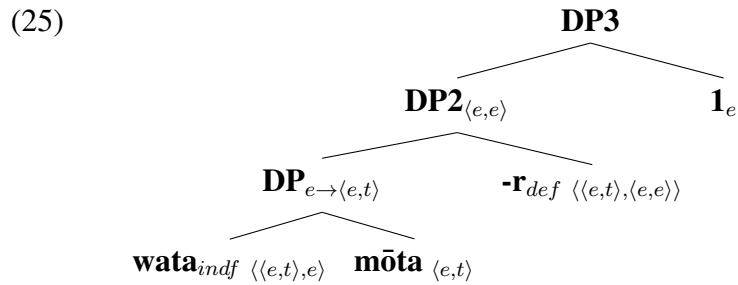 (25)
DP3
DP2⟨e,e⟩ 1e
DPe→⟨e,t⟩ -rdef ⟨⟨e,t⟩,⟨e,e⟩⟩
wataindf ⟨⟨e,t⟩,e⟩ mōta ⟨e,t⟩